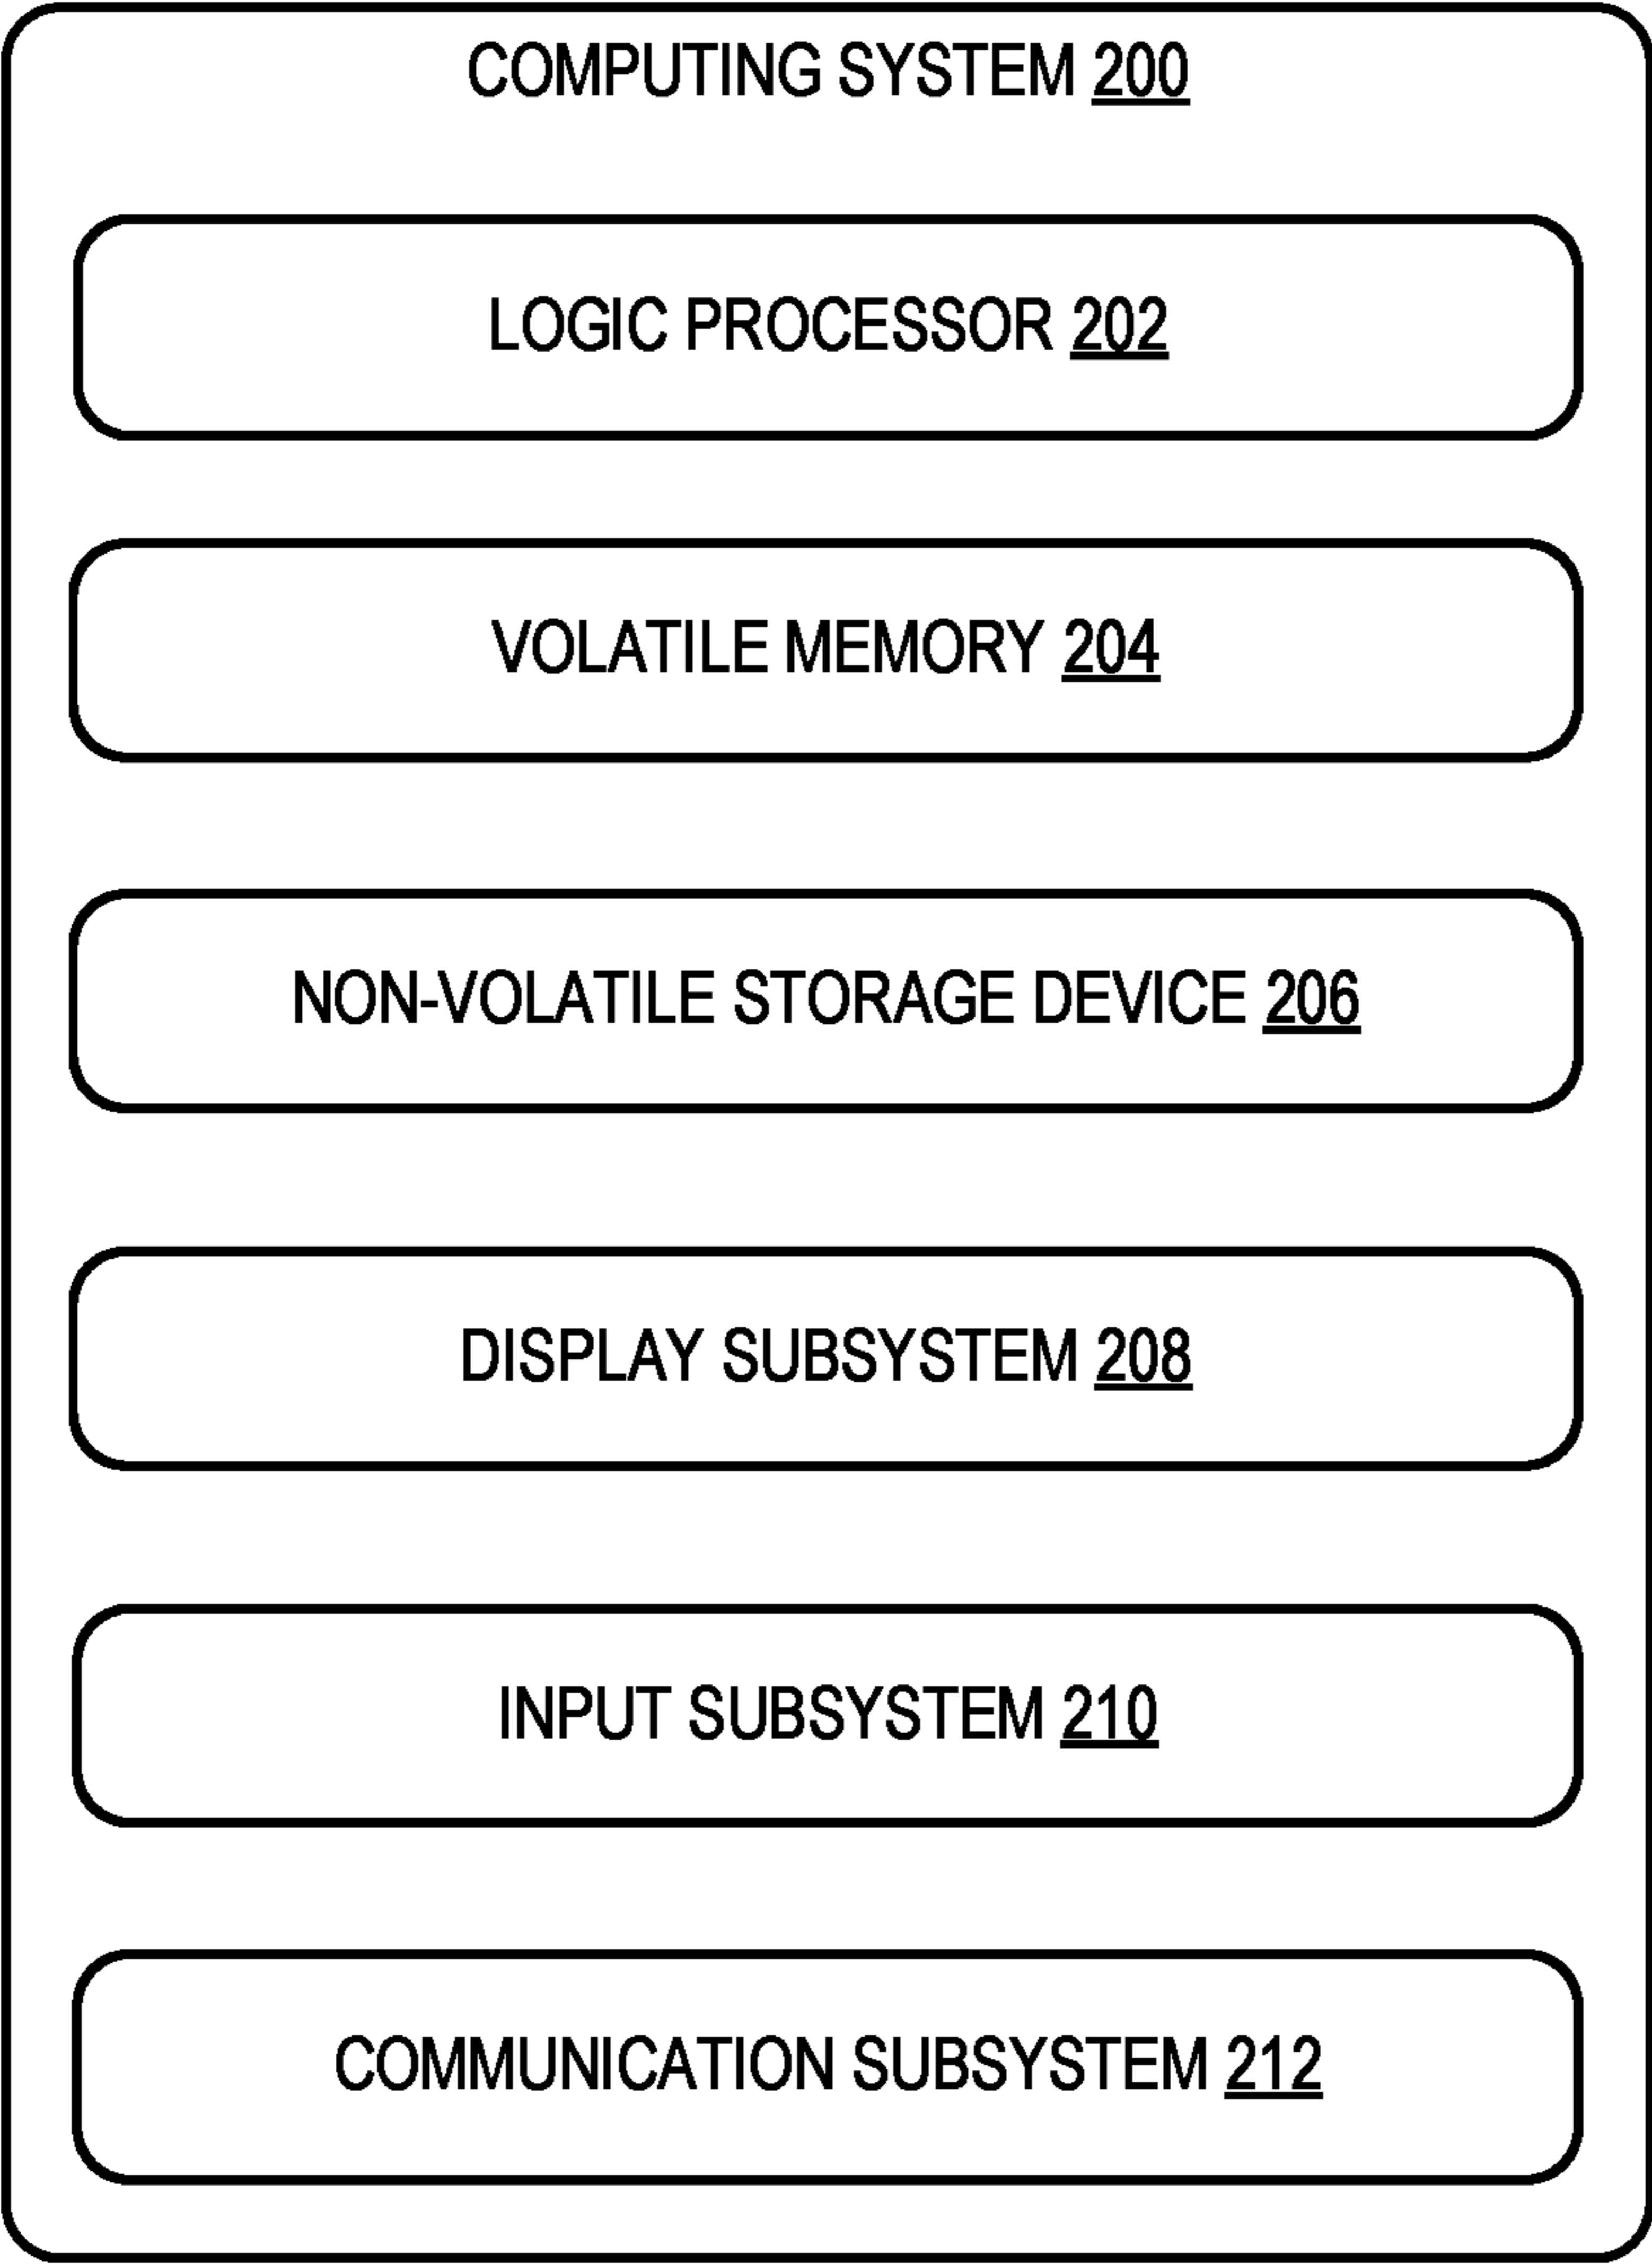 COMPUTING SYSTEM 200
LOGIC PROCESSOR 202
VOLATILE MEMORY 204
NON-VOLATILE STORAGE DEVICE 206
DISPLAY SUBSYSTEM 208
INPUT SUBSYSTEM 210
COMMUNICATION SUBSYSTEM 212